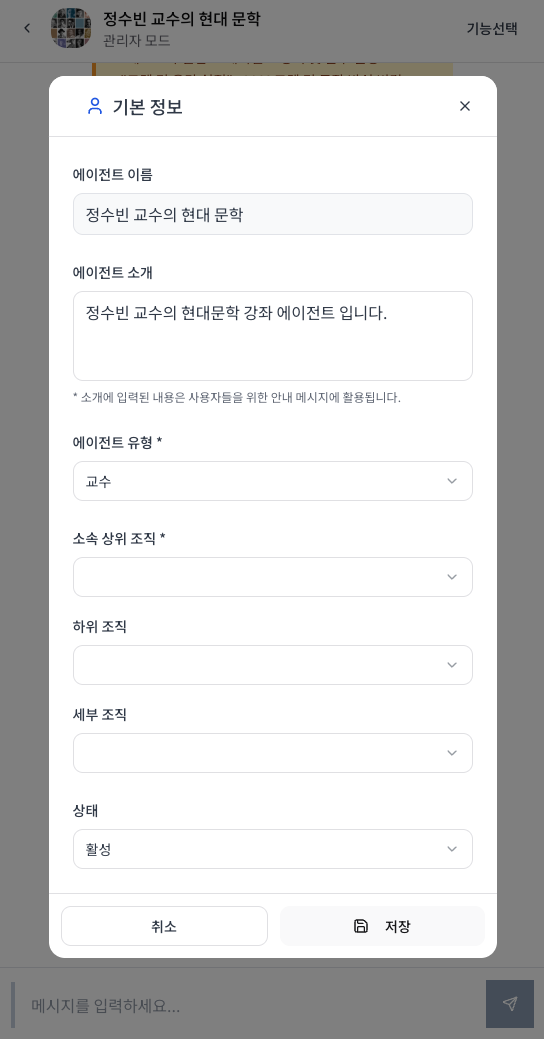 정수빈 교수의 현대 문학
관리자 모드
기능선택
기본 정보
에이전트 이름
정수빈 교수의 현대 문학
에이전트 소개
정수빈 교수의 현대문학 강좌 에이전트 입니다.
* 소개에 입력된 내용은 사용자들을 위한 안내 메시지에 활용됩니다.
에이전트 유형 *
교수
소속 상위 조직 *
하위 조직
세부 조직
상태
활성
취소
저장
메시지를 입력하세요...